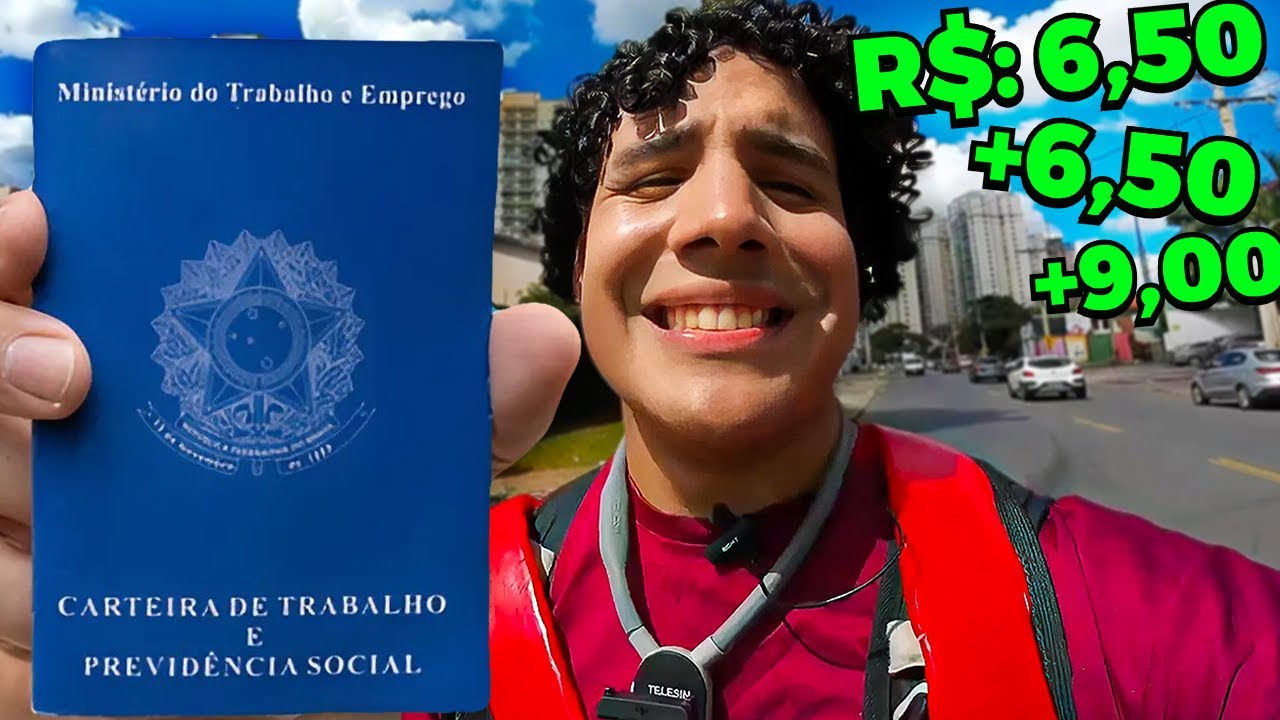 Ministério do Trabalho e Emprego
CARTEIRA DE TRABALHO
E
PREVIDÊNCIA SOCIAL
R$: 6,50
+6,50
+9,00
TELESIN